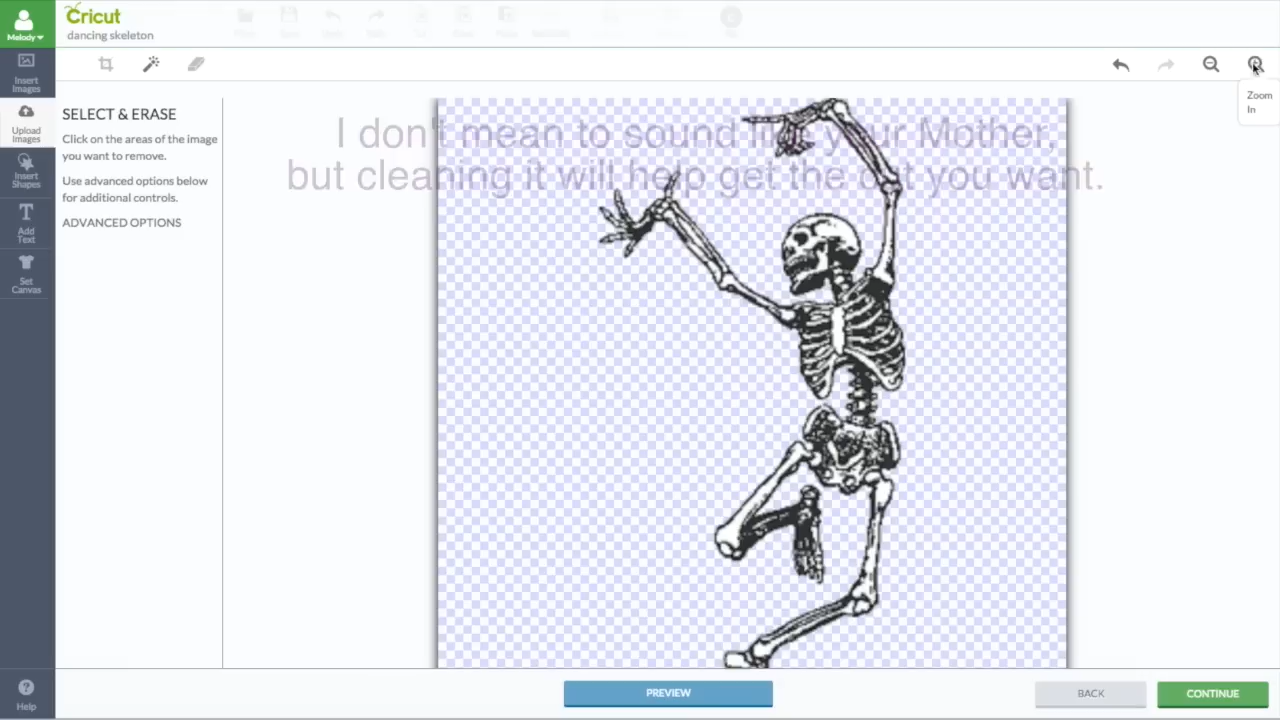 Melody
Cricut
dancing skeleton
Insert
Images
Upload
Images
Insert
Shapes
Add
Text
Set
Canvas
Help
SELECT & ERASE
Click on the areas of the image
you want to remove.
Use advanced options below
for additional controls.
ADVANCED OPTIONS
Zoom
In
I don't mean to sound like your Mother,
but cleaning will help get the you want.
PREVIEW
BACK
CONTINUE